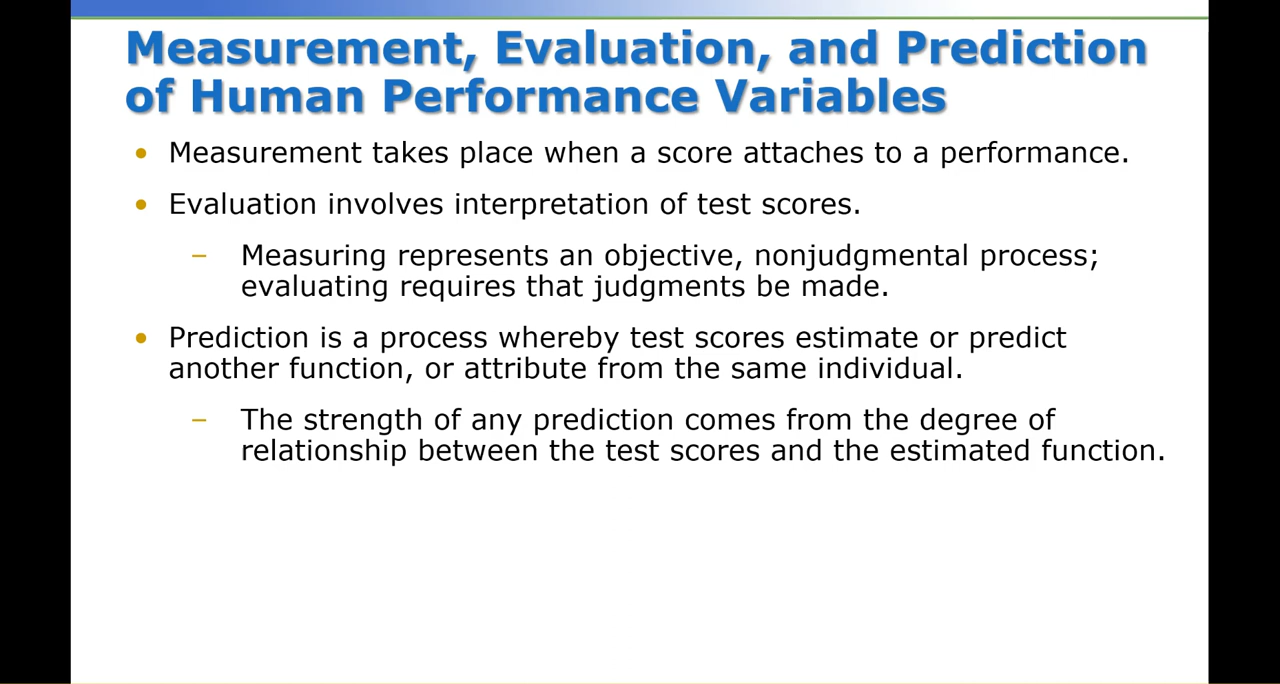 Measurement, Evaluation, and Prediction
of Human Performance Variables
• Measurement takes place when a score attaches to a performance.
• Evaluation involves interpretation of test scores.
– Measuring represents an objective, nonjudgmental process;
evaluating requires that judgments be made.
• Prediction is a process whereby test scores estimate or predict
another function, or attribute from the same individual.
– The strength of any prediction comes from the degree of
relationship between the test scores and the estimated function.